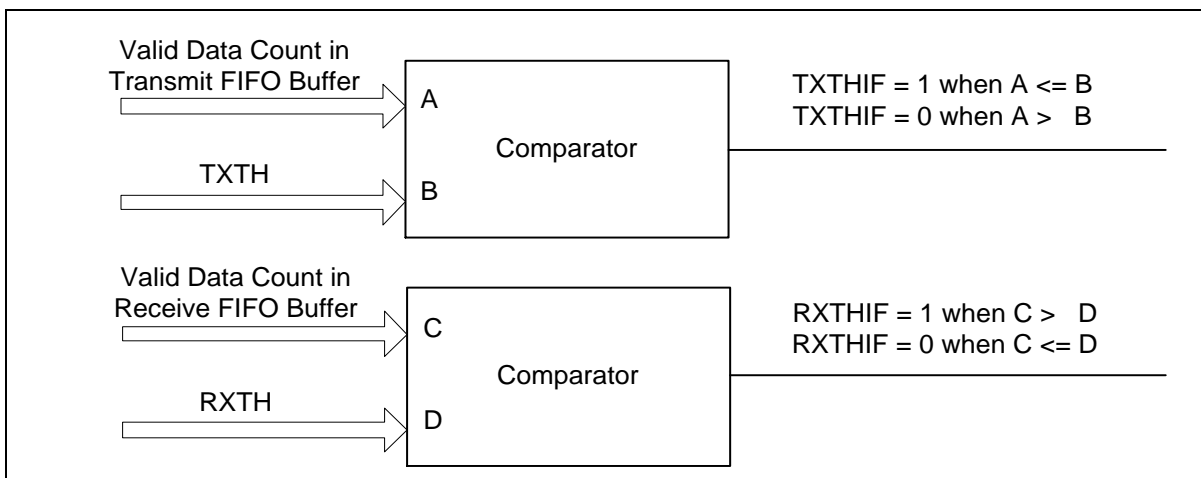 Valid Data Count in
Transmit FIFO Buffer
A
TXTH
B
Comparator
TXTHIF = 1 when A <= B
TXTHIF = 0 when A > B
Valid Data Count in
Receive FIFO Buffer
C
RXTH
D
Comparator
RXTHIF = 1 when C > D
RXTHIF = 0 when C <= D